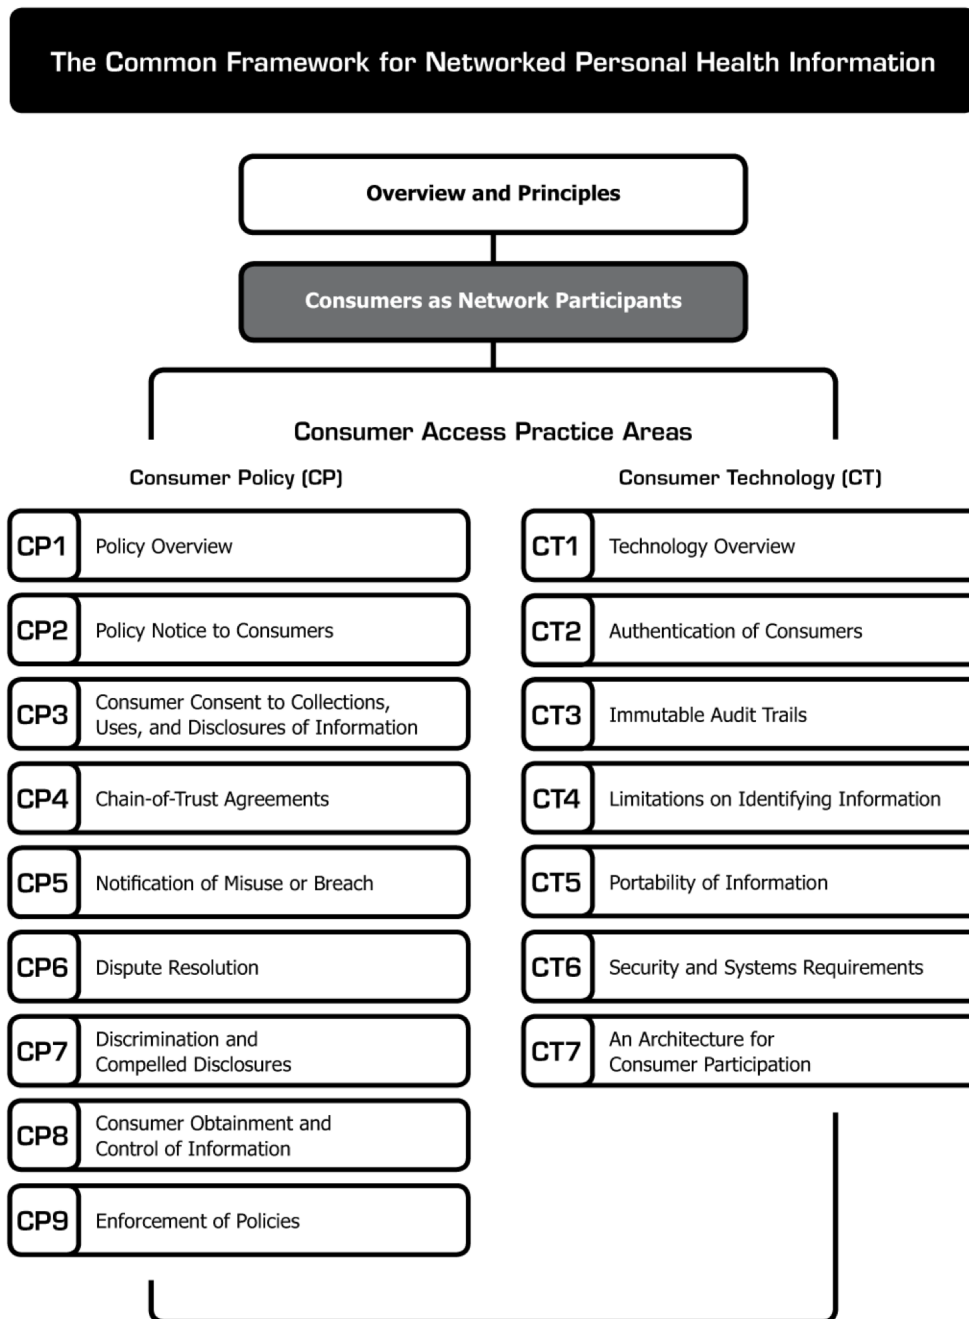 The Common Framework for Networked Personal Health Information
Overview and Principles
Consumers as Network Participants
Consumer Access Practice Areas
Consumer Policy (CP)
CP1 Policy Overview
CP2 Policy Notice to Consumers
CP3 Consumer Consent to Collections,
Uses, and Disclosures of Information
CP4 Chain-of-Trust Agreements
CP5 Notification of Misuse or Breach
CP6 Dispute Resolution
CP7 Discrimination and
Compelled Disclosures
CP8 Consumer Obtainment and
Control of Information
CP9 Enforcement of Policies
Consumer Technology (CT)
CT1 Technology Overview
CT2 Authentication of Consumers
CT3 Immutable Audit Trails
CT4 Limitations on Identifying Information
CT5 Portability of Information
CT6 Security and Systems Requirements
CT7 An Architecture for
Consumer Participation